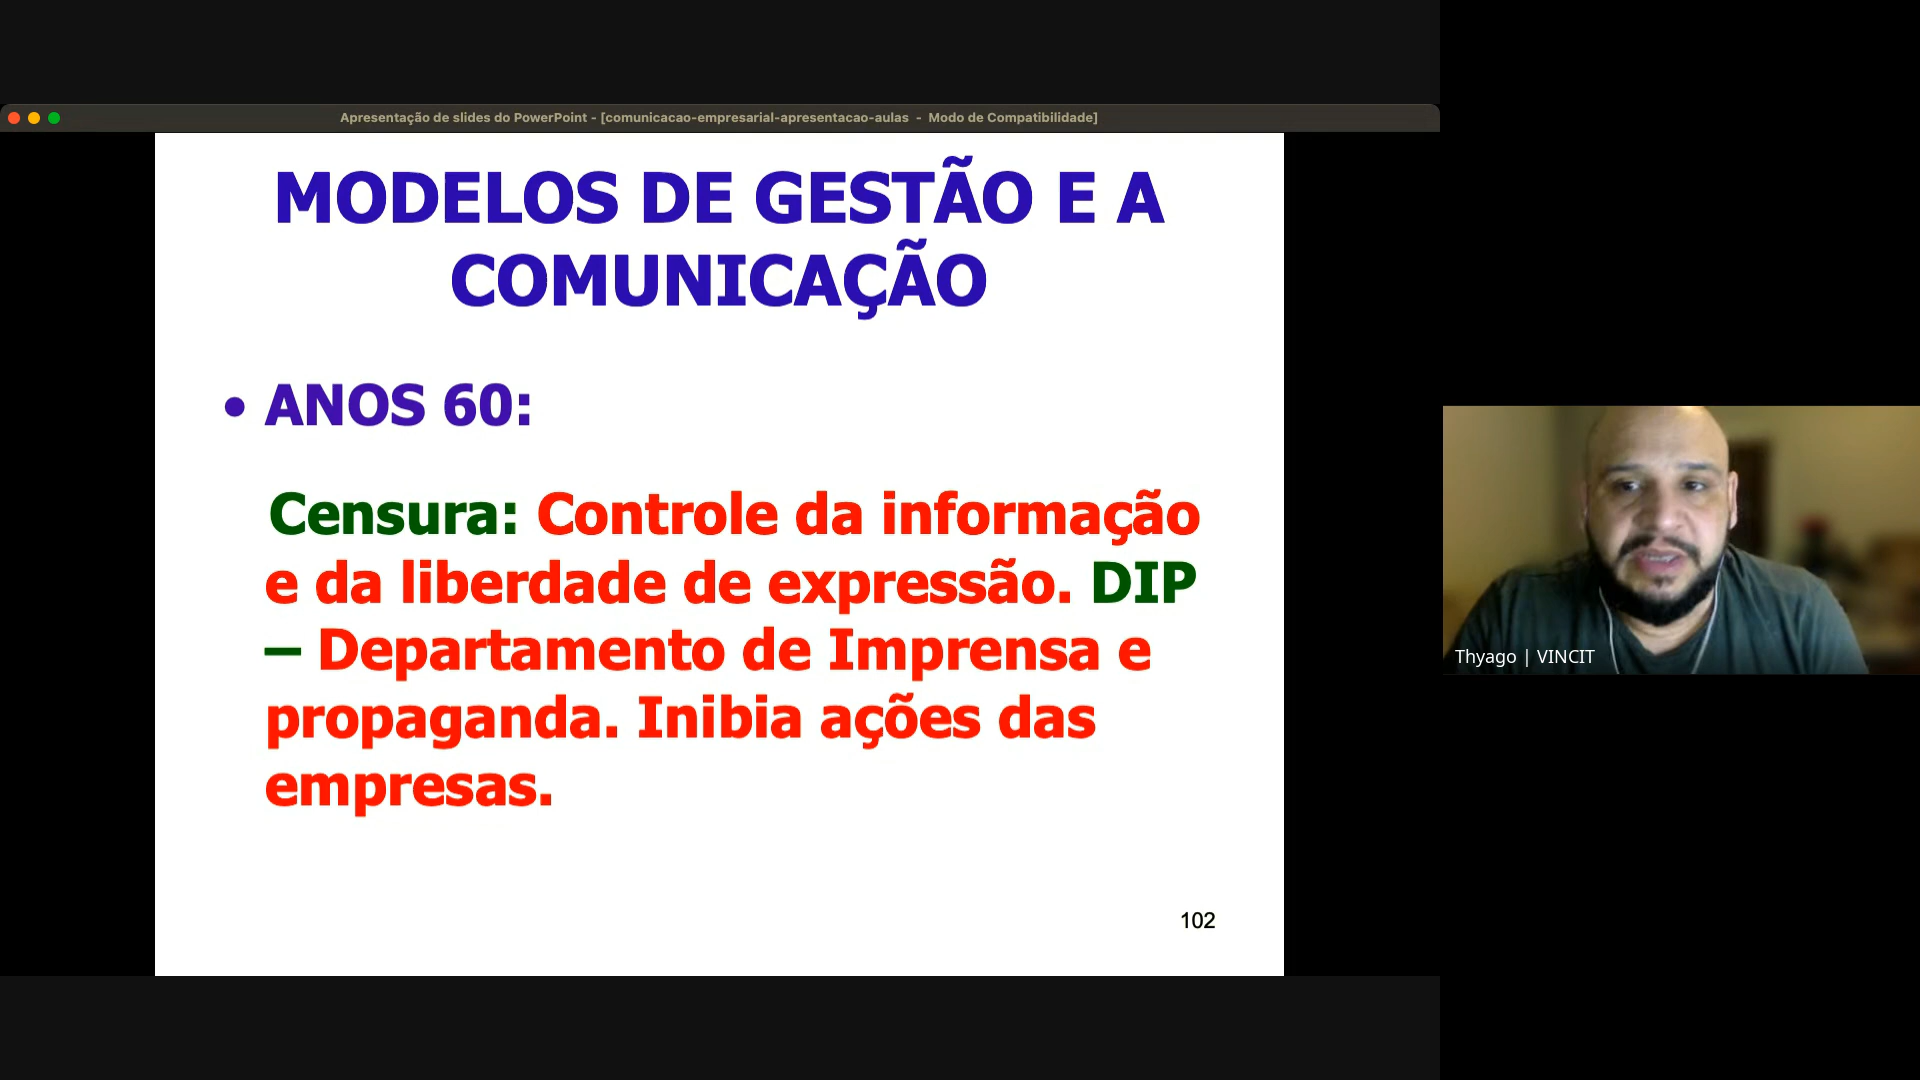 Apresentação de slides do PowerPoint - [comunicacao-empresarial-apresentacao-aulas - Modo de Compatibilidade]
MODELOS DE GESTÃO E A
COMUNICAÇÃO
• ANOS 60:
Censura: Controle da informação
e da liberdade de expressão. DIP
– Departamento de Imprensa e
propaganda. Inibia ações das
empresas.
102
Thyago | VINCIT